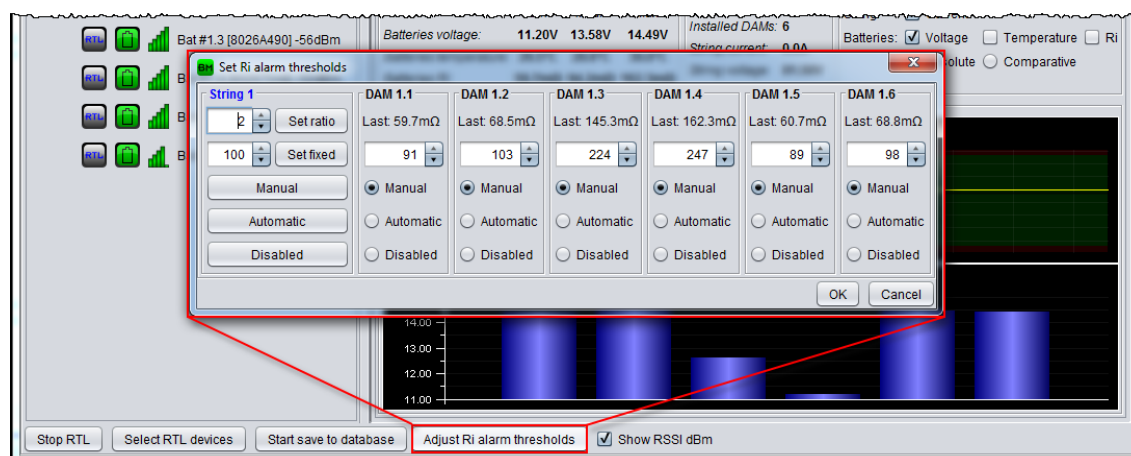 RTL Bat #1.3 [8026A490] -56dBm
Batteries voltage: 11.20V 13.58V 14.49V
Installed DAMs: 6
String current: 0.0A
Batteries: Voltage Temperature Ri
Comparative
RTL
RTL
RTL
BM Set Ri alarm thresholds
String 1 DAM 1.1 DAM 1.2 DAM 1.3 DAM 1.4 DAM 1.5 DAM 1.6
2 Set ratio Last: 59.7mΩ Last: 68.5mΩ Last: 145.3mΩ Last: 162.3mΩ Last: 60.7mΩ Last: 68.8mΩ
100 Set fixed 91 103 224 247 89 98
Manual Manual Manual Manual Manual Manual Manual
Automatic Automatic Automatic Automatic Automatic Automatic Automatic
Disabled Disabled Disabled Disabled Disabled Disabled Disabled
OK Cancel
14.00
13.00
12.00
11.00
Stop RTL Select RTL devices Start save to database Adjust Ri alarm thresholds Show RSSI dBm